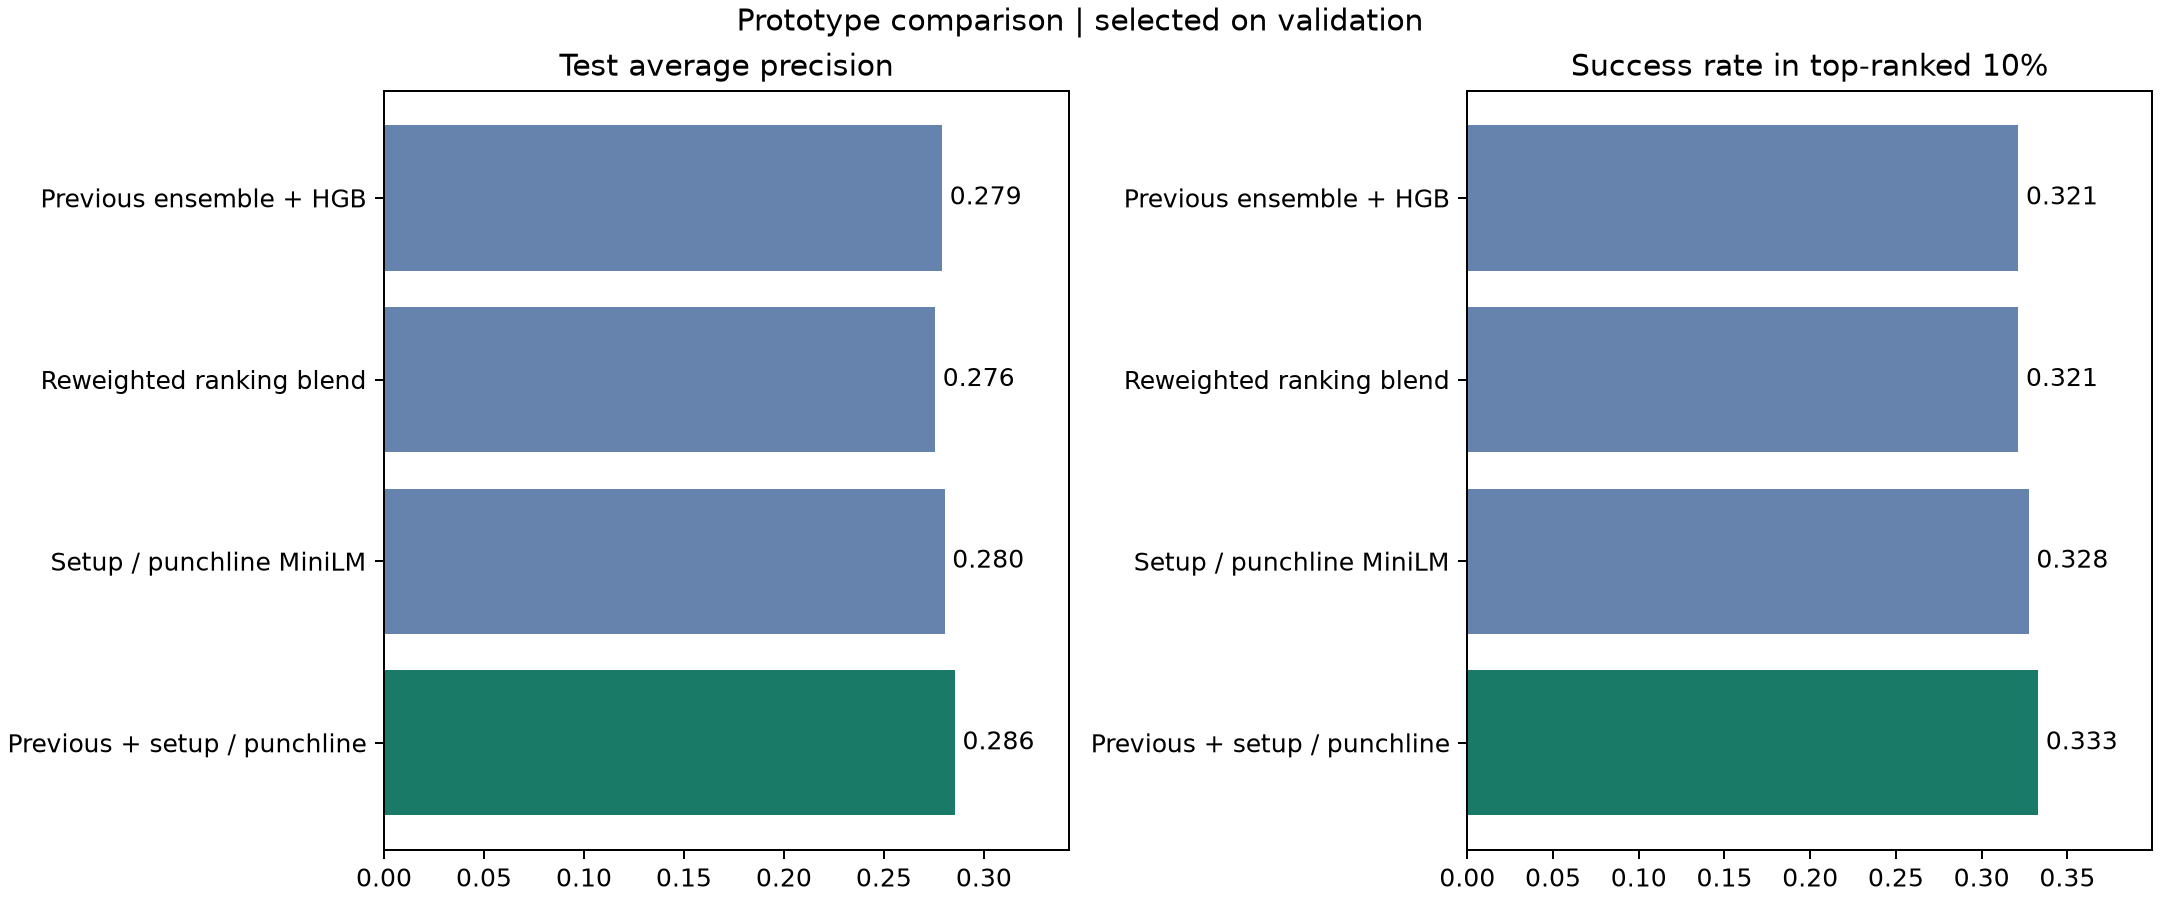 Prototype comparison | selected on validation
Test average precision
Previous ensemble + HGB
0.279
Reweighted ranking blend
0.276
Setup / punchline MiniLM
0.280
Previous + setup / punchline
0.286
0.00 0.05 0.10 0.15 0.20 0.25 0.30
Success rate in top-ranked 10%
Previous ensemble + HGB
0.321
Reweighted ranking blend
0.321
Setup / punchline MiniLM
0.328
Previous + setup / punchline
0.333
0.00 0.05 0.10 0.15 0.20 0.25 0.30 0.35